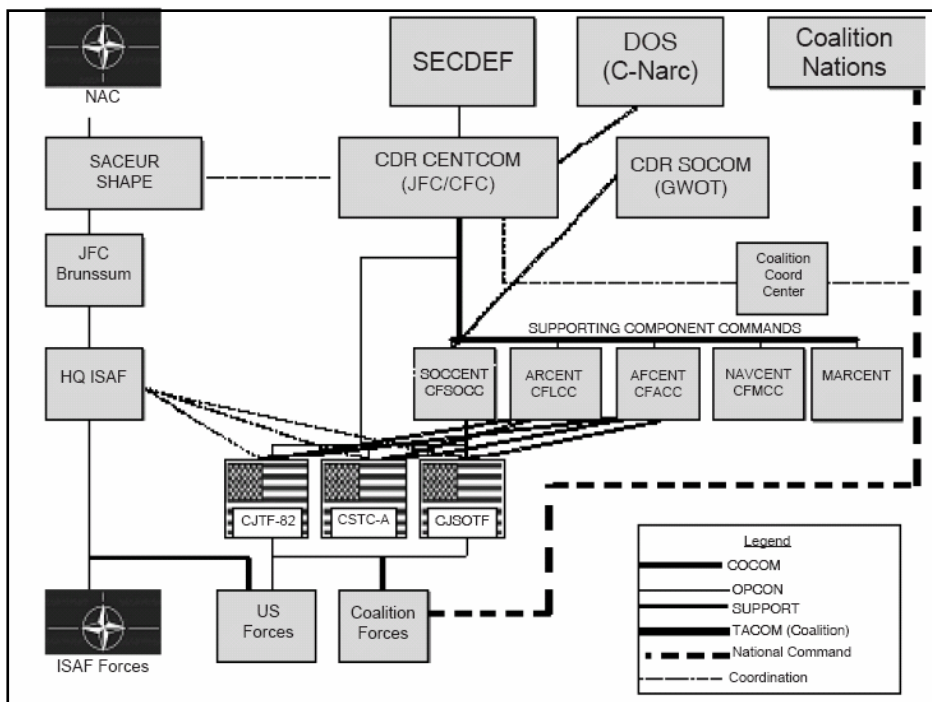 NAC
SECDEF
DOS
(C-Narc)
Coalition
Nations
SACEUR
SHAPE
CDR CENTCOM
(JFC/CFC)
CDR SOCOM
(GWOT)
JFC
Brunssum
Coalition
Coord
Center
SUPPORTING COMPONENT COMMANDS
HQ ISAF
SOCCENT
CFSOCC
ARCENT
CFLCC
AFCENT
CFACC
NAVCENT
CFMCC
MARCENT
CJTF-82
CSTC-A
CJSOTF
US
Forces
Coalition
Forces
ISAF Forces
Legend
COCOM
OPCON
SUPPORT
TACOM (Coalition)
National Command
Coordination